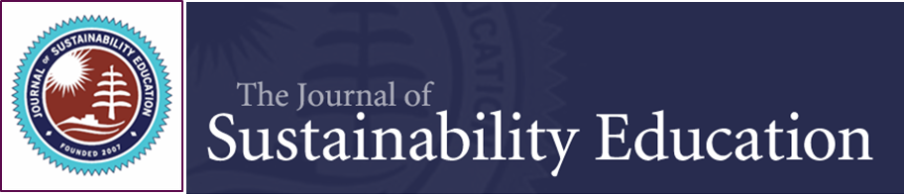 JOURNAL OF SUSTAINABILITY EDUCATION
FOUNDED 2007
The Journal of
Sustainability Education